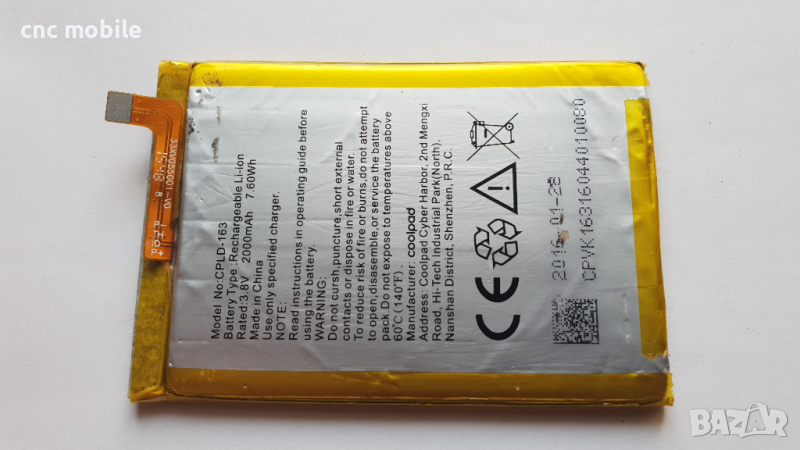 cnc mobile
Model No:CPLD-163
Battery Type:Rechargeable Li-ion
Rated:3.8V 2000mAh 7.60Wh
Made in China
Use only specified charger.
NOTE:
Read instructions in operating guide before
using the battery.
WARNING:
Do not cursh,puncture,short external
contacts or dispose in fire or water.
To reduce risk of fire or burns,do not attempt
to open,disasemble,or service the battery
pack.Do not expose to temperatures above
60°C (140°F).
Manufacturer: coolpad
Address: Coolpad Cyber Harbor, 2nd Mengxi
Road, Hi-Tech Industrial Park(North),
Nanshan District, Shenzhen, P.R.C.
CE
2016-01-28
CPVK16316044010090
BAZAR